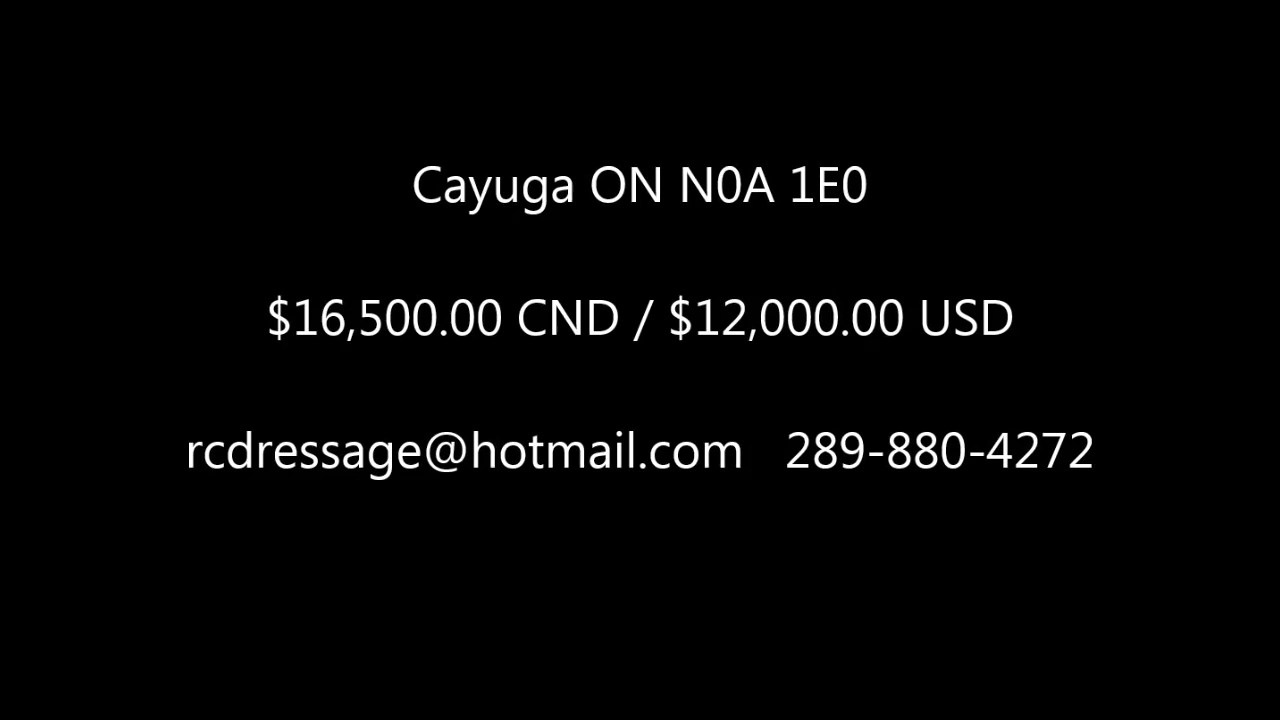 Cayuga ON N0A 1E0
$16,500.00 CND / $12,000.00 USD
rcdressage@hotmail.com 289-880-4272